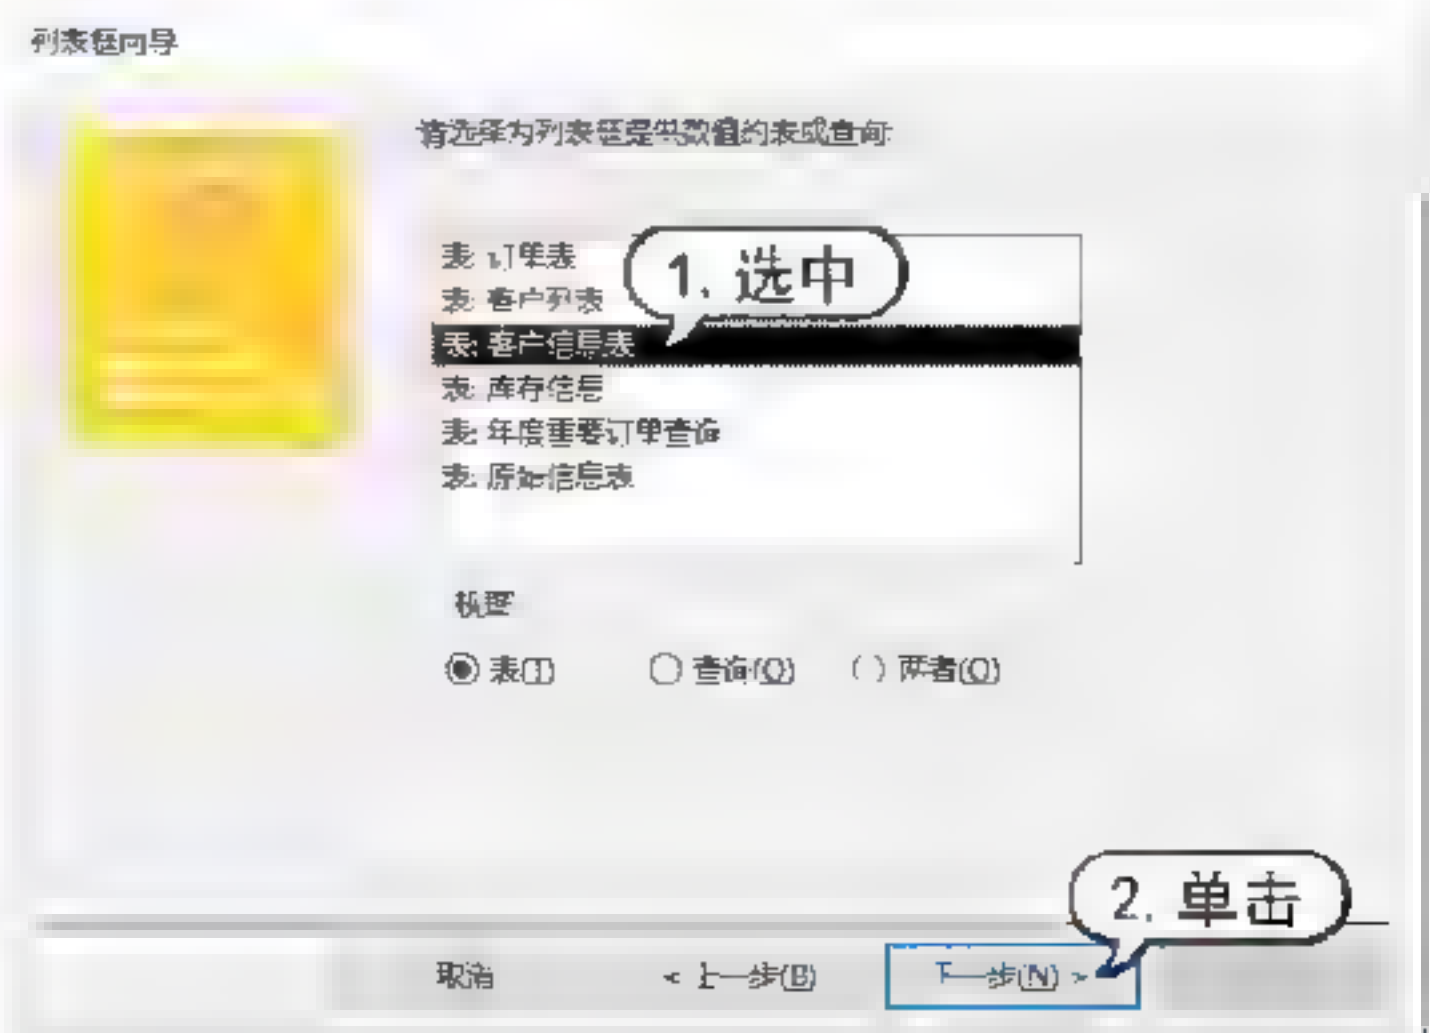 列表框向导
请选择为列表框提供数值的表或查询:
表: 订单表
1. 选中
表: 客户列表
表: 客户信息表
表: 库存信息
表: 年度重要订单查询
表: 原始信息表
视图
表(T) 查询(Q) 两者(O)
2. 单击
取消 < 上一步(B) 下一步(N) >